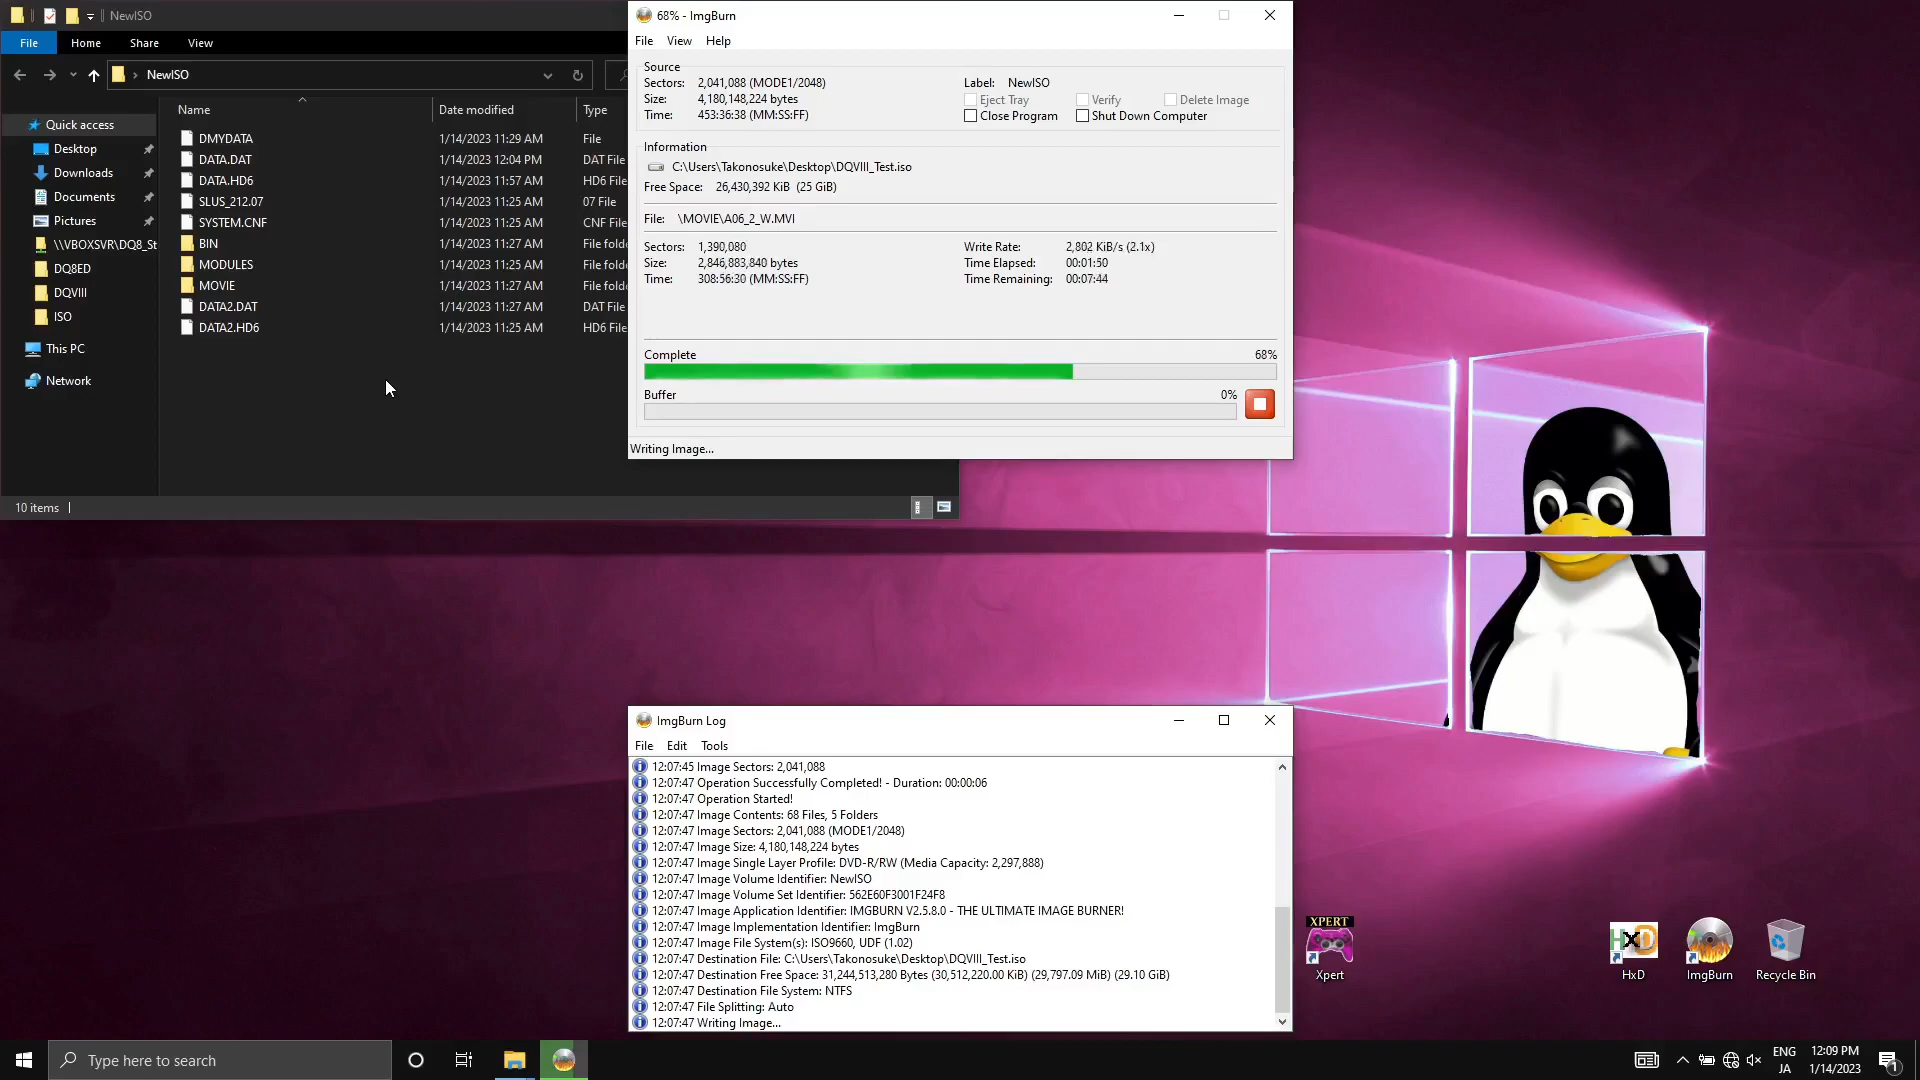 NewISO
File
Home
Share
View
NewISO
Name
Date modified
Type
Quick access
Desktop
Downloads
Documents
Pictures
\\VBOXSVR\DQ8_St
DQ8ED
DQVIII
ISO
This PC
Network
DMYDATA 1/14/2023 11:29 AM File
DATA.DAT 1/14/2023 12:04 PM DAT File
DATA.HD6 1/14/2023 11:57 AM HD6 File
SLUS_212.07 1/14/2023 11:25 AM 07 File
SYSTEM.CNF 1/14/2023 11:25 AM CNF File
BIN 1/14/2023 11:27 AM File folde
MODULES 1/14/2023 11:25 AM File folde
MOVIE 1/14/2023 11:27 AM File folde
DATA2.DAT 1/14/2023 11:27 AM DAT File
DATA2.HD6 1/14/2023 11:25 AM HD6 File
10 items
68% - ImgBurn
File View Help
Source
Sectors: 2,041,088 (MODE1/2048)
Size: 4,180,148,224 bytes
Time: 453:36:38 (MM:SS:FF)
Label: NewISO
Eject Tray Verify Delete Image
Close Program Shut Down Computer
Information
C:\Users\Takonosuke\Desktop\DQVIII_Test.iso
Free Space: 26,430,392 KiB (25 GiB)
File: \MOVIE\A06_2_W.MVI
Sectors: 1,390,080
Size: 2,846,883,840 bytes
Time: 308:56:30 (MM:SS:FF)
Write Rate: 2,802 KiB/s (2.1x)
Time Elapsed: 00:01:50
Time Remaining: 00:07:44
Complete 68%
Buffer 0%
Writing Image...
ImgBurn Log
File Edit Tools
12:07:45 Image Sectors: 2,041,088
12:07:47 Operation Successfully Completed! - Duration: 00:00:06
12:07:47 Operation Started!
12:07:47 Image Contents: 68 Files, 5 Folders
12:07:47 Image Sectors: 2,041,088 (MODE1/2048)
12:07:47 Image Size: 4,180,148,224 bytes
12:07:47 Image Single Layer Profile: DVD-R/RW (Media Capacity: 2,297,888)
12:07:47 Image Volume Identifier: NewISO
12:07:47 Image Volume Set Identifier: 562E60F3001F24F8
12:07:47 Image Application Identifier: IMGBURN V2.5.8.0 - THE ULTIMATE IMAGE BURNER!
12:07:47 Image Implementation Identifier: ImgBurn
12:07:47 Image File System(s): ISO9660, UDF (1.02)
12:07:47 Destination File: C:\Users\Takonosuke\Desktop\DQVIII_Test.iso
12:07:47 Destination Free Space: 31,244,513,280 Bytes (30,512,220.00 KiB) (29,797.09 MiB) (29.10 GiB)
12:07:47 Destination File System: NTFS
12:07:47 File Splitting: Auto
12:07:47 Writing Image...
XPERT
Xpert
HxD
HxD
ImgBurn
Recycle Bin
Type here to search
ENG
JA
12:09 PM
1/14/2023
1